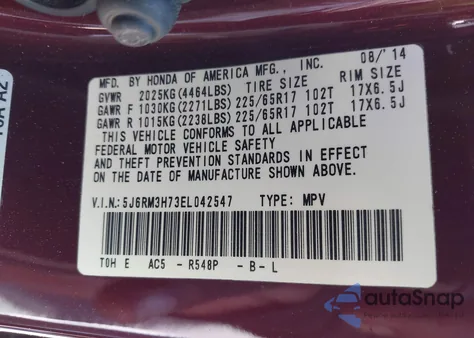 MFD. BY HONDA OF AMERICA MFG., INC. 08/'14
GVWR 2025KG(4464LBS) TIRE SIZE RIM SIZE
GAWR F 1030KG(2271LBS) 225/65R17 102T 17X6.5J
GAWR R 1015KG(2238LBS) 225/65R17 102T 17X6.5J
THIS VEHICLE CONFORMS TO ALL APPLICABLE
FEDERAL MOTOR VEHICLE SAFETY
AND THEFT PREVENTION STANDARDS IN EFFECT
ON THE DATE OF MANUFACTURE SHOWN ABOVE.
V.I.N.:5J6RM3H73EL042547 TYPE: MPV
TOH E AC5 - R548P - B - L
autoSnap